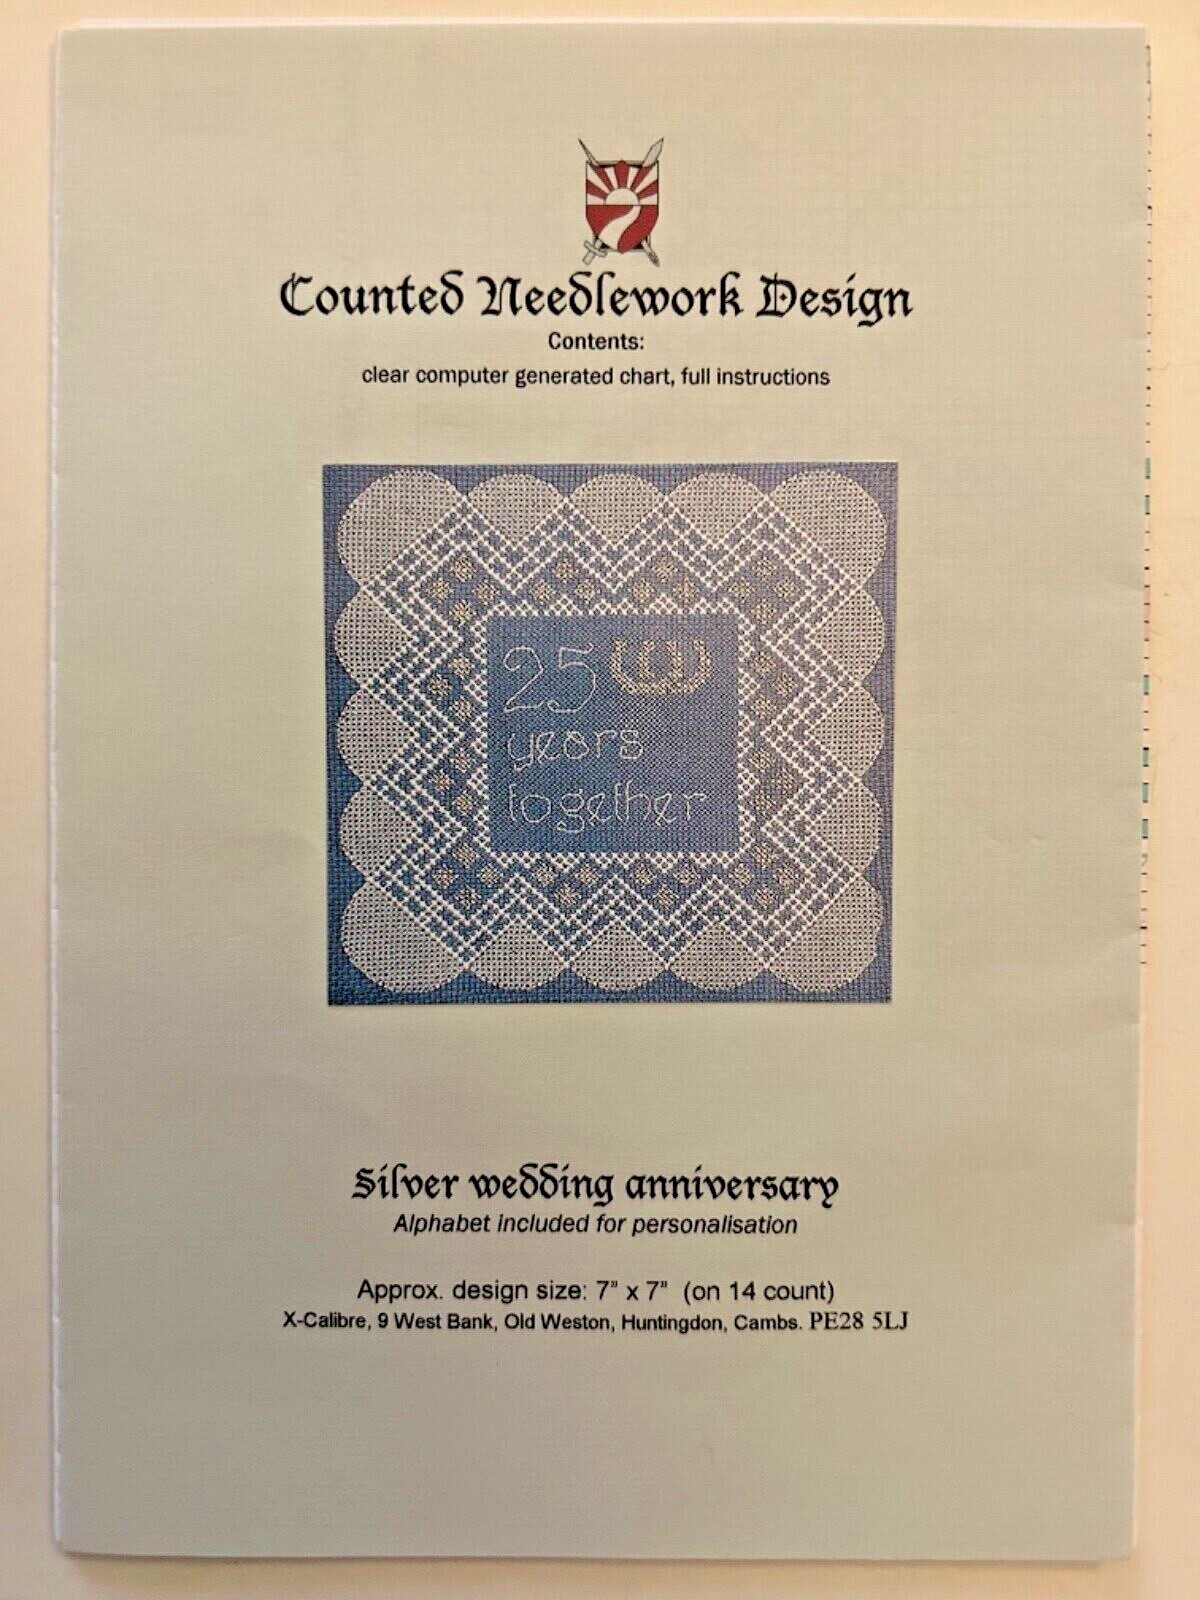 Counted Needlework Design
Contents:
clear computer generated chart, full instructions
25
years
together
Silver wedding anniversary
Alphabet included for personalisation
Approx. design size: 7” x 7” (on 14 count)
X-Calibre, 9 West Bank, Old Weston, Huntingdon, Cambs. PE28 5LJ